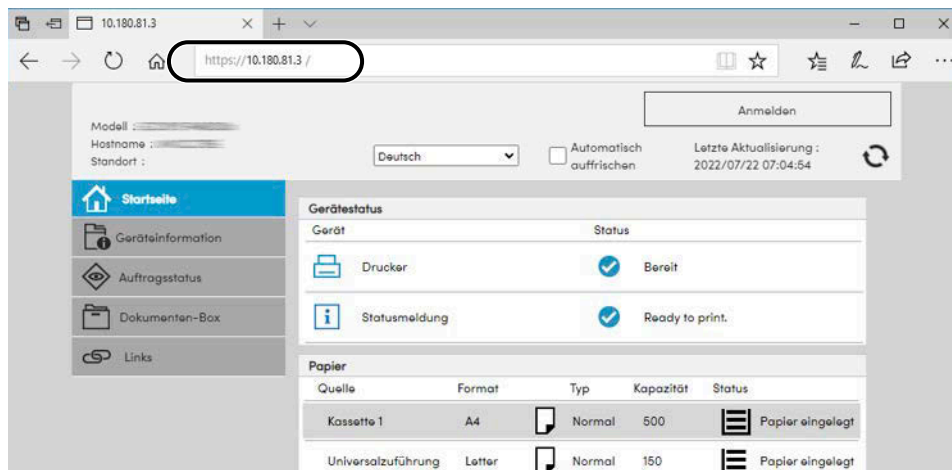 10.180.81.3
https://10.180.81.3 /
Anmelden
Modell :
Hostname :
Standort :
Deutsch
Automatisch
auffrischen
Letzte Aktualisierung :
2022/07/22 07:04:54
Startseite
Geräteinformation
Auftragsstatus
Dokumenten-Box
Links
Gerätestatus
Gerät Status
Drucker Bereit
Statusmeldung Ready to print.
Papier
Quelle Format Typ Kapazität Status
Kassette 1 A4 Normal 500 Papier eingelegt
Universalzuführung Letter Normal 150 Papier eingelegt